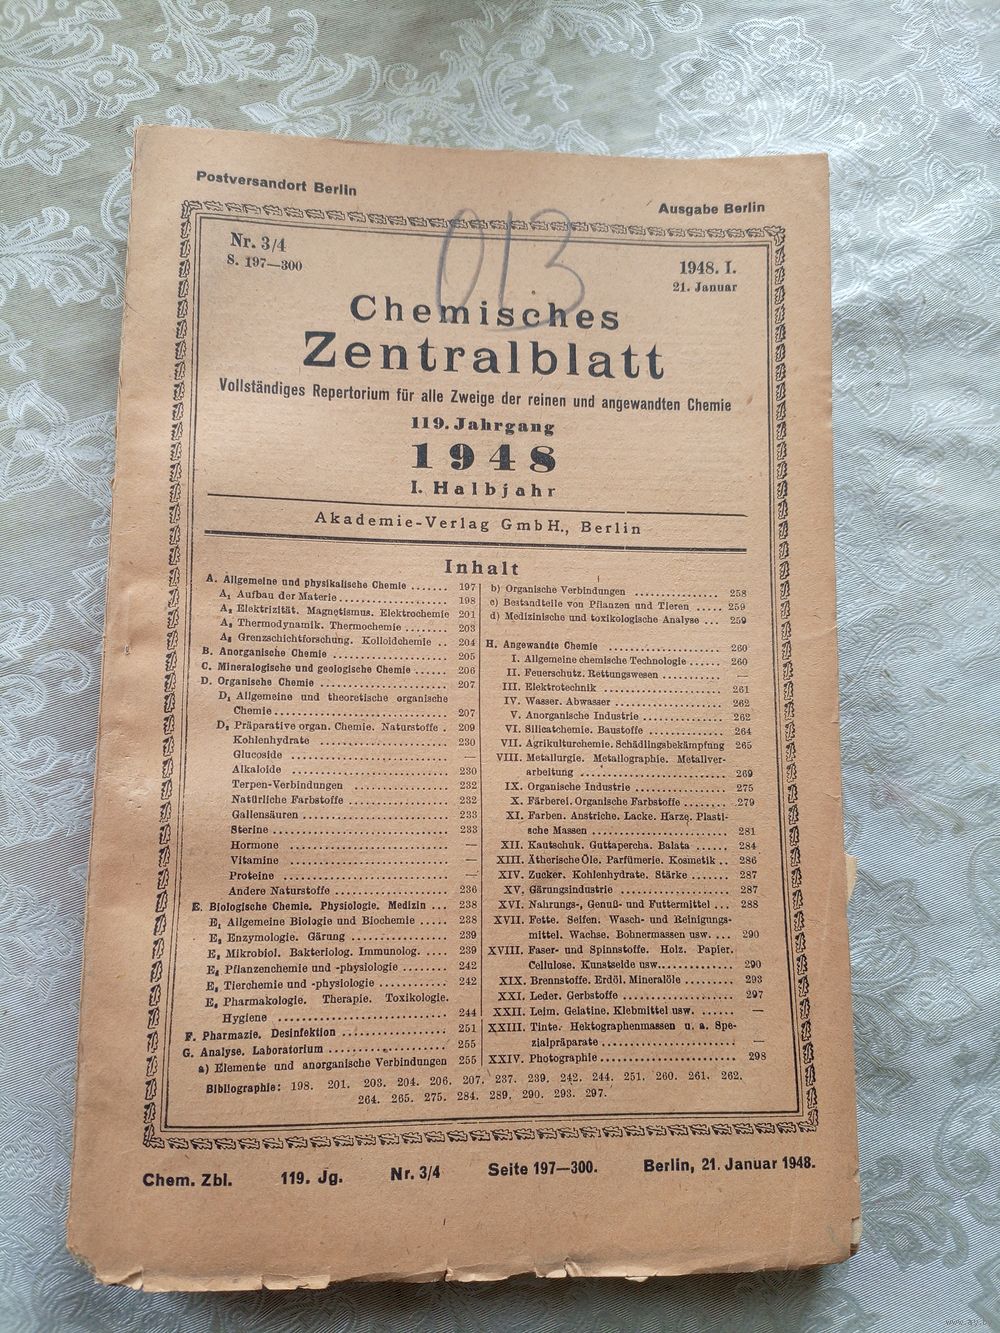 Postversandort Berlin
Ausgabe Berlin
013
Nr. 3/4
S. 197—300
1948. I.
21. Januar
Chemisches
Zentralblatt
Vollständiges Repertorium für alle Zweige der reinen und angewandten Chemie
119. Jahrgang
1948
I. Halbjahr
Akademie-Verlag GmbH., Berlin
Inhalt
A. Allgemeine und physikalische Chemie ....... 197
A₁ Aufbau der Materie ................... 198
A₂ Elektrizität. Magnetismus. Elektrochemie 201
A₃ Thermodynamik. Thermochemie ........ 203
A₄ Grenzschichtforschung. Kolloidchemie .. 204
B. Anorganische Chemie ..................... 205
C. Mineralogische und geologische Chemie ...... 206
D. Organische Chemie ....................... 207
D₁ Allgemeine und theoretische organische
Chemie ............................. 207
D₂ Präparative organ. Chemie. Naturstoffe . 209
Kohlenhydrate ....................... 230
Glucoside ........................... —
Alkaloide ........................... 230
Terpen-Verbindungen ................. 232
Natürliche Farbstoffe ................. 232
Gallensäuren ........................ 233
Sterine .............................. 233
Hormone ............................ —
Vitamine ............................ —
Proteine ............................. —
Andere Naturstoffe ................... 236
E. Biologische Chemie. Physiologie. Medizin ... 238
E₁ Allgemeine Biologie und Biochemie ..... 238
E₂ Enzymologie. Gärung ................ 239
E₃ Mikrobiol. Bakteriolog. Immunolog. .... 239
E₄ Pflanzenchemie und -physiologie ....... 242
E₅ Tierchemie und -physiologie ........... 242
E₆ Pharmakologie. Therapie. Toxikologie.
Hygiene ............................ 244
F. Pharmazie. Desinfektion .................. 251
G. Analyse. Laboratorium .................... 255
a) Elemente und anorganische Verbindungen 255
b) Organische Verbindungen ............... 258
c) Bestandteile von Pflanzen und Tieren ..... 259
d) Medizinische und toxikologische Analyse ... 259
H. Angewandte Chemie ...................... 260
I. Allgemeine chemische Technologie ....... 260
II. Feuerschutz. Rettungswesen ........... —
III. Elektrotechnik ...................... 261
IV. Wasser. Abwasser .................... 262
V. Anorganische Industrie ............... 262
VI. Silicatchemie. Baustoffe .............. 264
VII. Agrikulturchemie. Schädlingsbekämpfung 265
VIII. Metallurgie. Metallographie. Metallver-
arbeitung .......................... 269
IX. Organische Industrie ................. 275
X. Färberei. Organische Farbstoffe ........ 279
XI. Farben. Anstriche. Lacke. Harze. Plasti-
sche Massen ........................ 281
XII. Kautschuk. Guttapercha. Balata ...... 284
XIII. Ätherische Öle. Parfümerie. Kosmetik .. 286
XIV. Zucker. Kohlenhydrate. Stärke ....... 287
XV. Gärungsindustrie .................... 287
XVI. Nahrungs-, Genuß- und Futtermittel ... 288
XVII. Fette. Seifen. Wasch- und Reinigungs-
mittel. Wachse. Bohnermassen usw. .... 290
XVIII. Faser- und Spinnstoffe. Holz. Papier.
Cellulose. Kunstseide usw. ............ 290
XIX. Brennstoffe. Erdöl. Mineralöle ......... 293
XXI. Leder. Gerbstoffe .................... 297
XXII. Leim. Gelatine. Klebmittel usw. ...... —
XXIII. Tinte. Hektographenmassen u. a. Spe-
zialpräparate ........................ —
XXIV. Photographie ........................ 298
Bibliographie: 198. 201. 203. 204. 206. 207. 237. 239. 242. 244. 251. 260. 261. 262.
264. 265. 275. 284. 289. 290. 293. 297.
Chem. Zbl. 119. Jg. Nr. 3/4 Seite 197—300. Berlin, 21. Januar 1948.